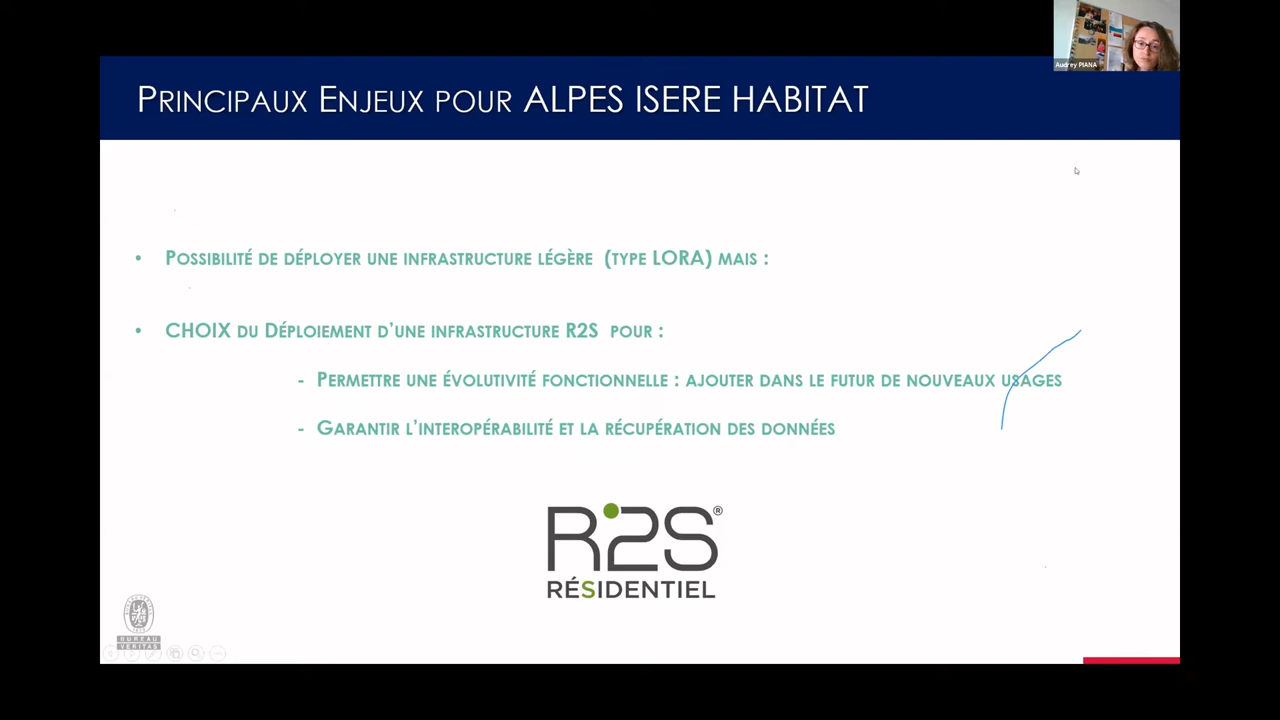 Audrey PIANA
PRINCIPAUX ENJEUX POUR ALPES ISERE HABITAT
• POSSIBILITÉ DE DÉPLOYER UNE INFRASTRUCTURE LÉGÈRE (TYPE LORA) MAIS :
• CHOIX DU DÉPLOIEMENT D'UNE INFRASTRUCTURE R2S POUR :
- PERMETTRE UNE ÉVOLUTIVITÉ FONCTIONNELLE : AJOUTER DANS LE FUTUR DE NOUVEAUX USAGES
- GARANTIR L'INTEROPÉRABILITÉ ET LA RÉCUPÉRATION DES DONNÉES
R2S®
RÉSIDENTIEL
BUREAU
VERITAS